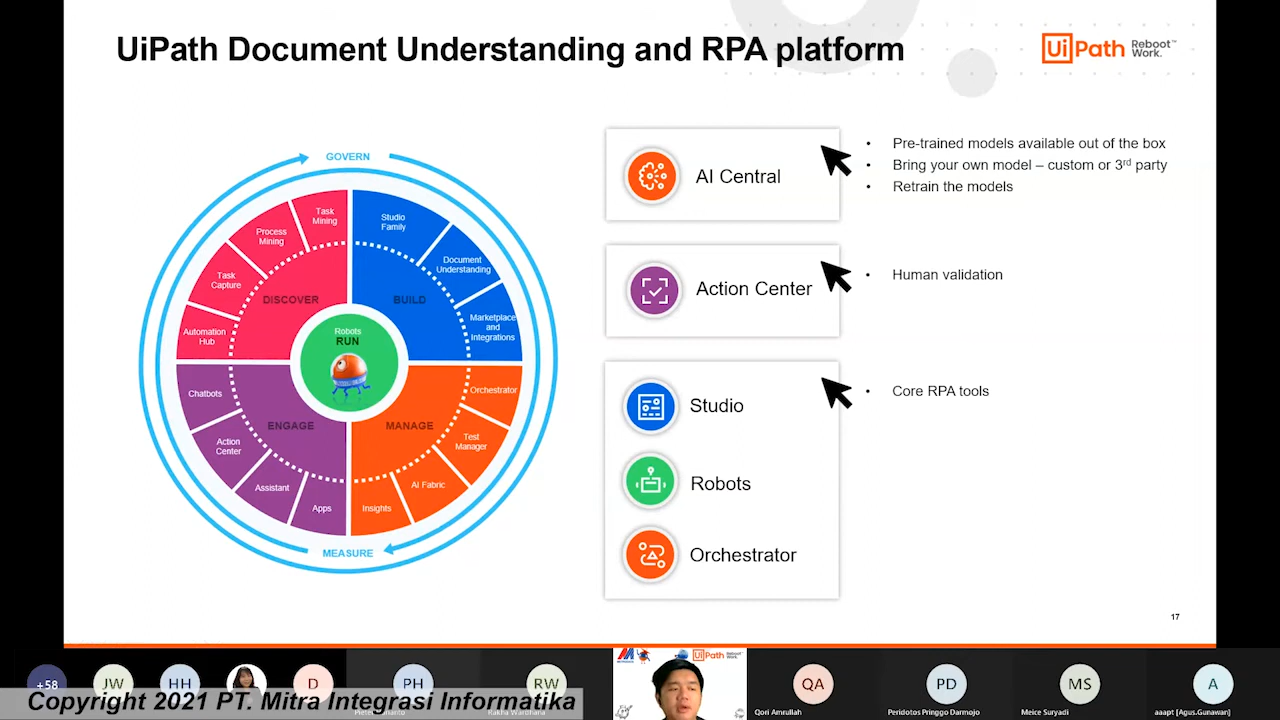 UiPath Document Understanding and RPA platform
UiPath Reboot Work.™
GOVERN
Task Mining
Process Mining
Task Capture
Automation Hub
DISCOVER
Studio Family
Document Understanding
Marketplace and Integrations
BUILD
Robots
RUN
Chatbots
Action Center
Assistant
Apps
ENGAGE
Orchestrator
Test Manager
AI Fabric
Insights
MANAGE
MEASURE
AI Central
• Pre-trained models available out of the box
• Bring your own model – custom or 3rd party
• Retrain the models
Action Center
• Human validation
Studio
• Core RPA tools
Robots
Orchestrator
17
+58
JW
HH
D
PH
RW
UiPath Reboot Work.
QA
PD
MS
A
Qori Amrullah
Peridotos Pringgo Darmojo
Meice Suryadi
aaapt [Agus.Gunawan]
Copyright 2021 PT. Mitra Integrasi Informatika